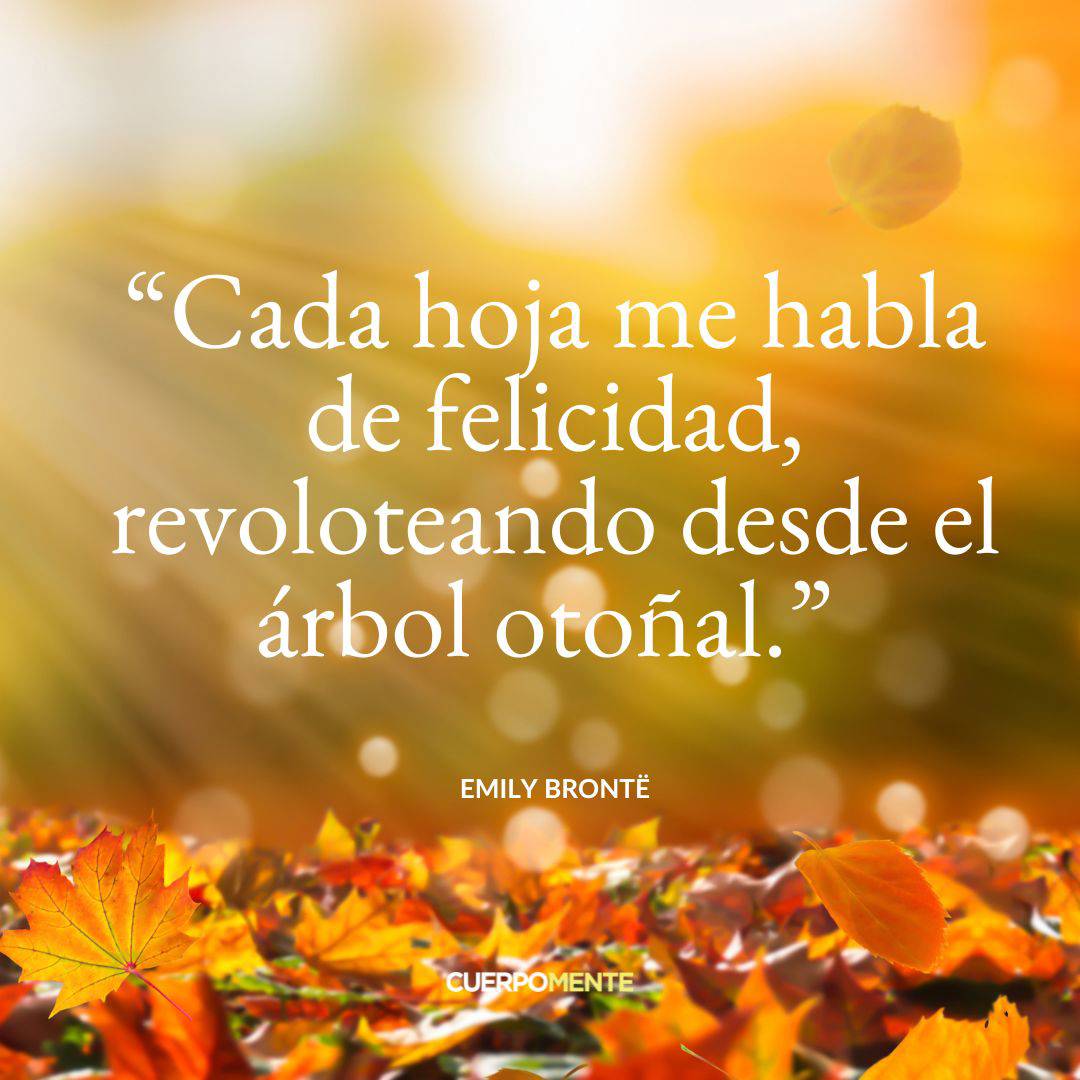 “Cada hoja me habla
de felicidad,
revoloteando desde el
árbol otoñal.”
EMILY BRONTË
CUERPOMENTE